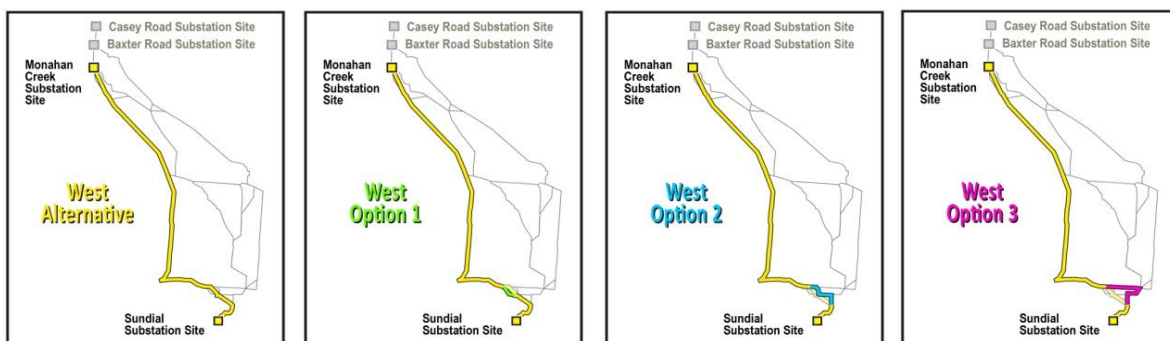 Casey Road Substation Site
Baxter Road Substation Site
Monahan
Creek
Substation
Site
West
Alternative
Sundial
Substation Site
Casey Road Substation Site
Baxter Road Substation Site
Monahan
Creek
Substation
Site
West
Option 1
Sundial
Substation Site
Casey Road Substation Site
Baxter Road Substation Site
Monahan
Creek
Substation
Site
West
Option 2
Sundial
Substation Site
Casey Road Substation Site
Baxter Road Substation Site
Monahan
Creek
Substation
Site
West
Option 3
Sundial
Substation Site